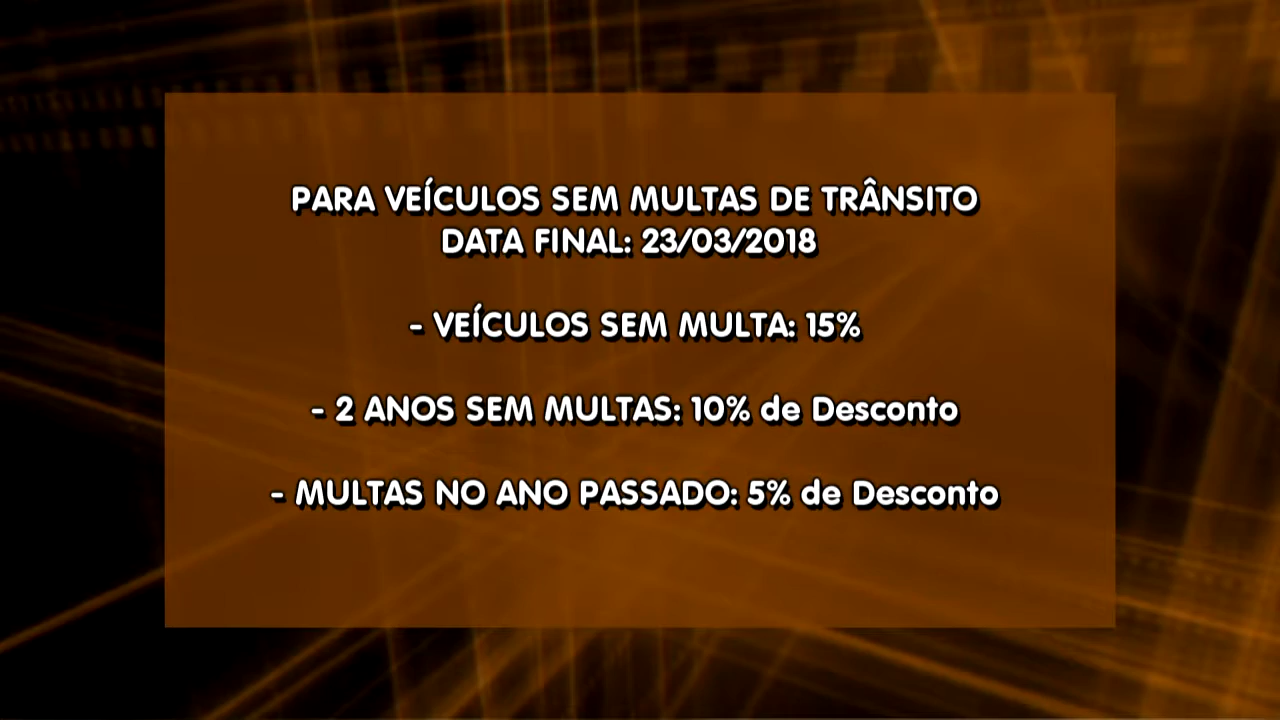 PARA VEÍCULOS SEM MULTAS DE TRÂNSITO
DATA FINAL: 23/03/2018
- VEÍCULOS SEM MULTA: 15%
- 2 ANOS SEM MULTAS: 10% de Desconto
- MULTAS NO ANO PASSADO: 5% de Desconto